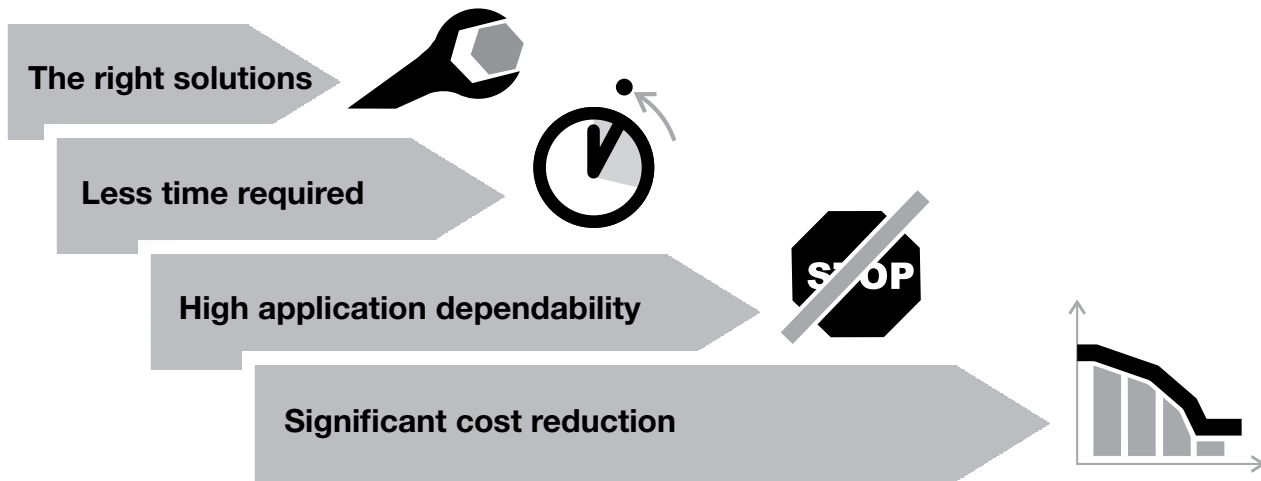 The right solutions
Less time required
High application dependability
STOP
Significant cost reduction